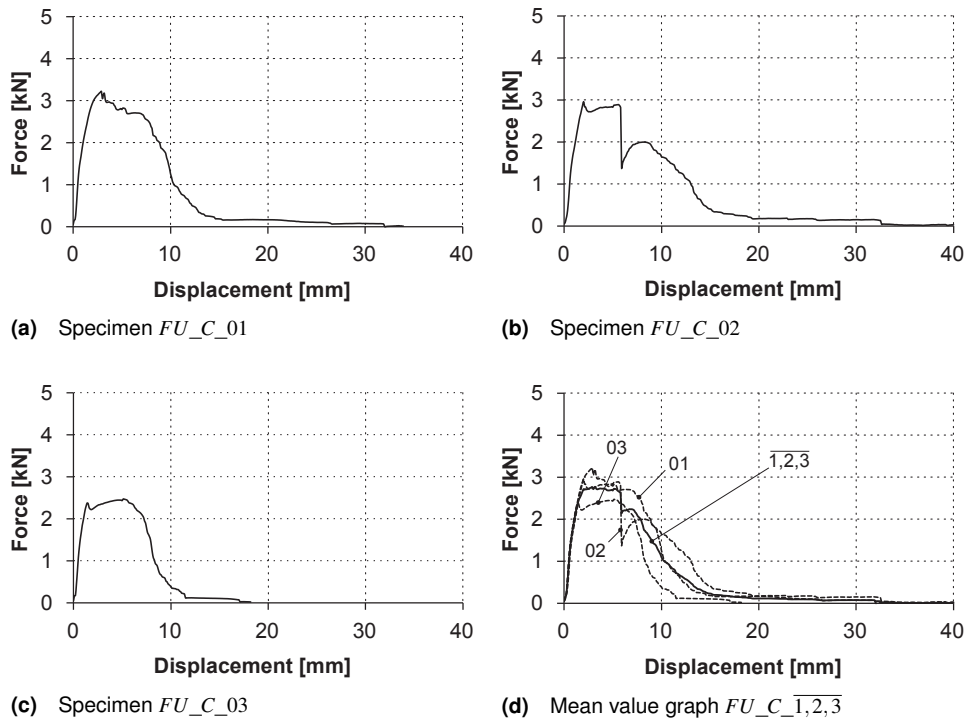 5
4
3
2
1
0
Force [kN]
0 10 20 30 40
Displacement [mm]
(a) Specimen FU_C_01
5
4
3
2
1
0
Force [kN]
0 10 20 30 40
Displacement [mm]
(b) Specimen FU_C_02
5
4
3
2
1
0
Force [kN]
0 10 20 30 40
Displacement [mm]
(c) Specimen FU_C_03
5
4
3
2
1
0
Force [kN]
03
01
1,2,3
02
0 10 20 30 40
Displacement [mm]
(d) Mean value graph FU_C_1,2,3